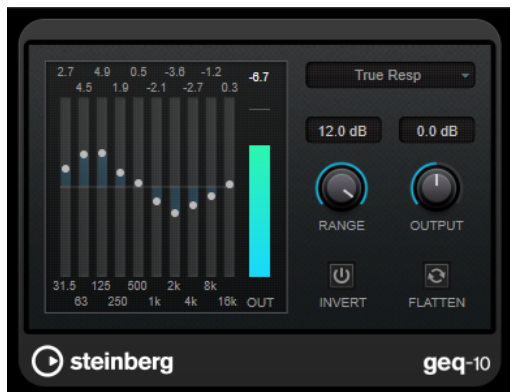 2.7 4.9 0.5 -3.6 -1.2 -6.7
4.5 1.9 -2.1 -2.7 0.3
True Resp
12.0 dB 0.0 dB
RANGE OUTPUT
31.5 125 500 2k 8k
63 250 1k 4k 16k OUT
INVERT FLATTEN
steinberg geq-10